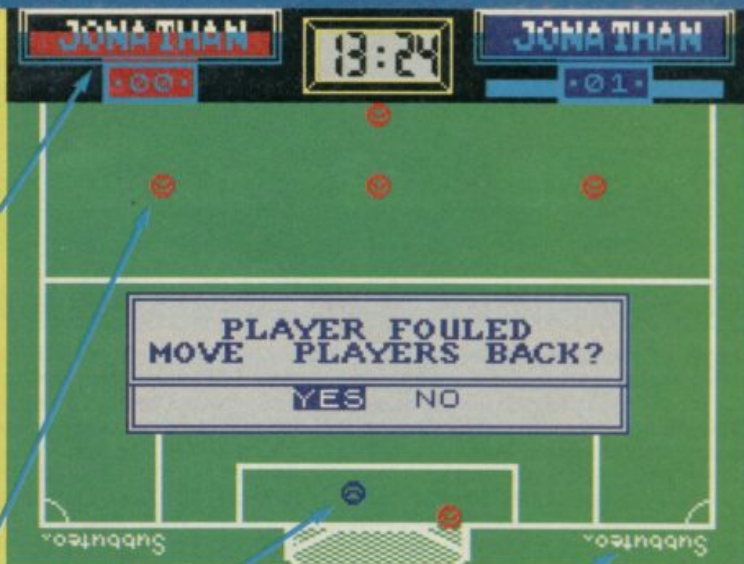 JONATHAN 13:24 JONATHAN
·00· ·01·
PLAYER FOULED
MOVE PLAYERS BACK?
YES NO
Subbuteo. Subbuteo.